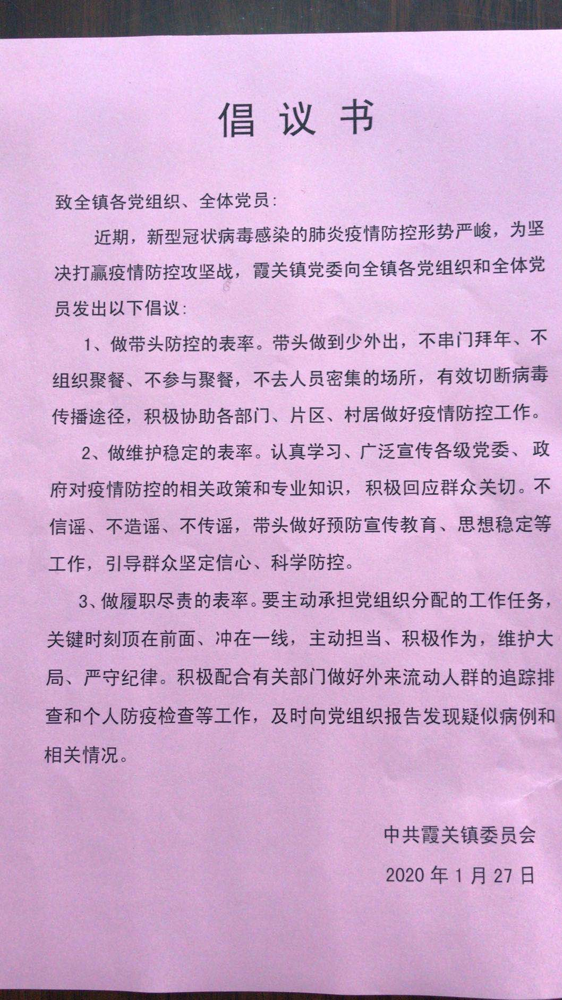 倡议书
致全镇各党组织、全体党员：
近期，新型冠状病毒感染的肺炎疫情防控形势严峻，为坚
决打赢疫情防控攻坚战，霞关镇党委向全镇各党组织和全体党
员发出以下倡议：
1、做带头防控的表率。带头做到少外出，不串门拜年、不
组织聚餐、不参与聚餐，不去人员密集的场所，有效切断病毒
传播途径，积极协助各部门、片区、村居做好疫情防控工作。
2、做维护稳定的表率。认真学习、广泛宣传各级党委、政
府对疫情防控的相关政策和专业知识，积极回应群众关切。不
信谣、不造谣、不传谣，带头做好预防宣传教育、思想稳定等
工作，引导群众坚定信心、科学防控。
3、做履职尽责的表率。要主动承担党组织分配的工作任务，
关键时刻顶在前面、冲在一线，主动担当、积极作为，维护大
局、严守纪律。积极配合有关部门做好外来流动人群的追踪排
查和个人防疫检查等工作，及时向党组织报告发现疑似病例和
相关情况。
中共霞关镇委员会
2020年1月27日